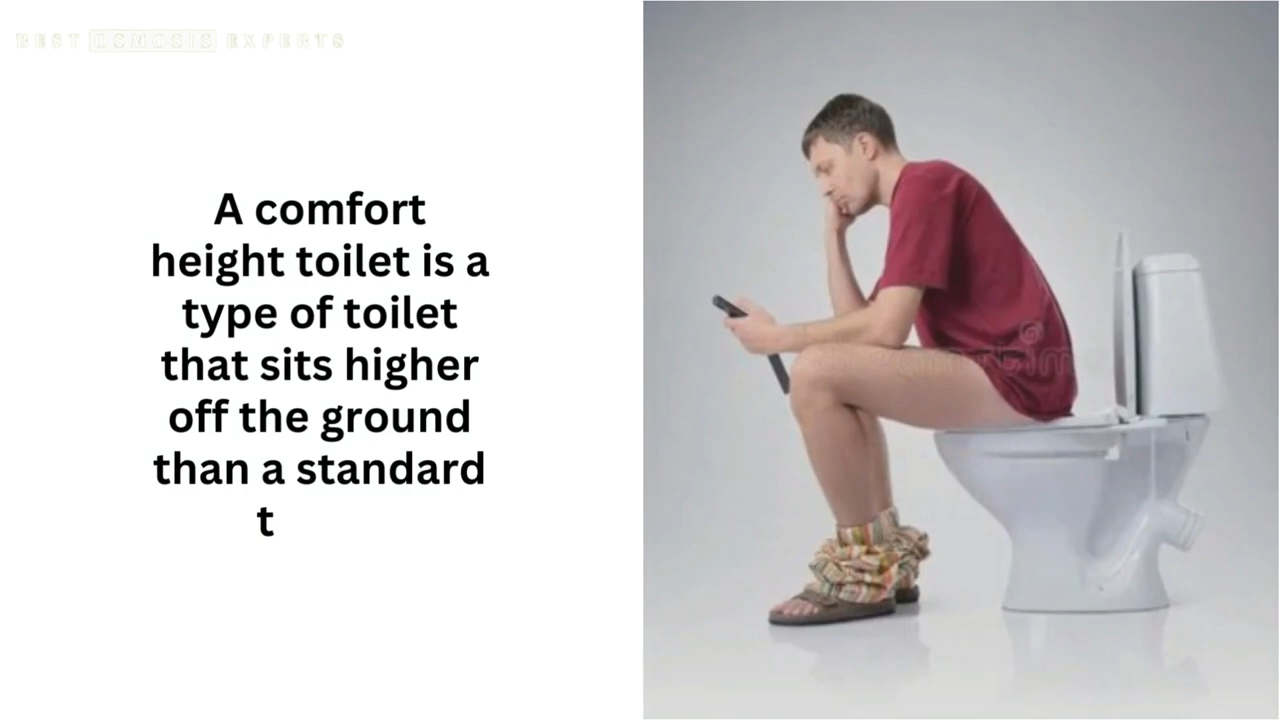 BEST OSMOSIS EXPERTS
A comfort
height toilet is a
type of toilet
that sits higher
off the ground
than a standard
t